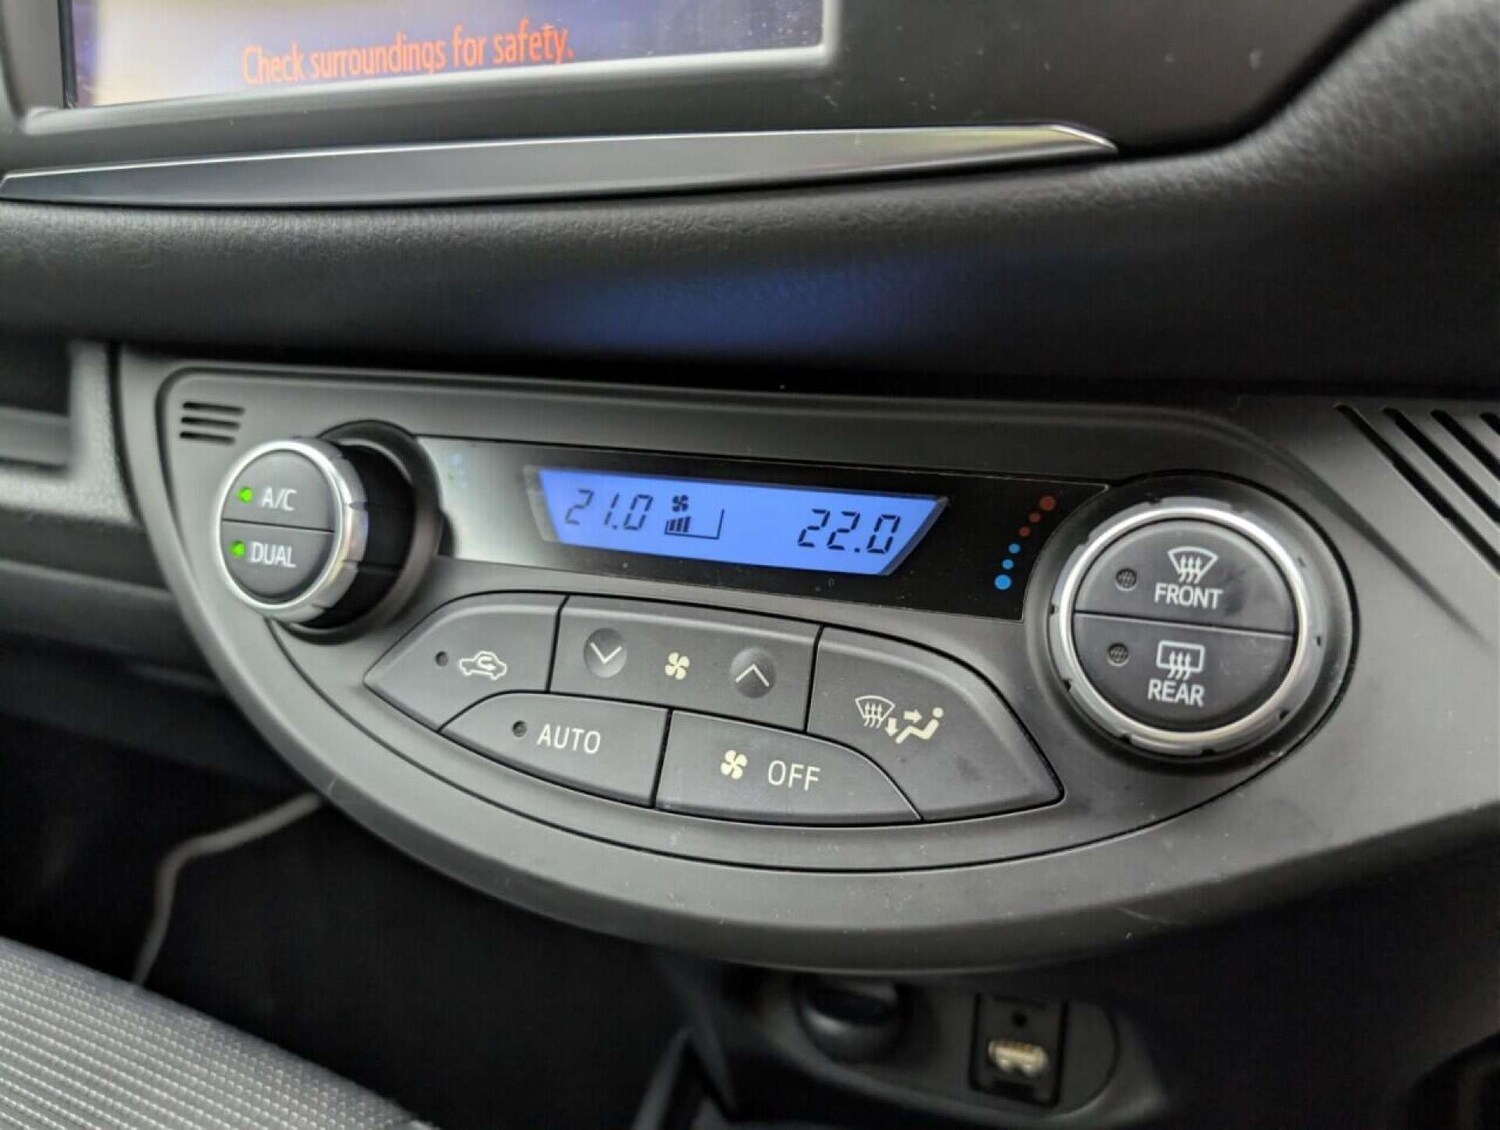 Check surroundings for safety.
A/C
DUAL
21.0
22.0
FRONT
REAR
AUTO
OFF